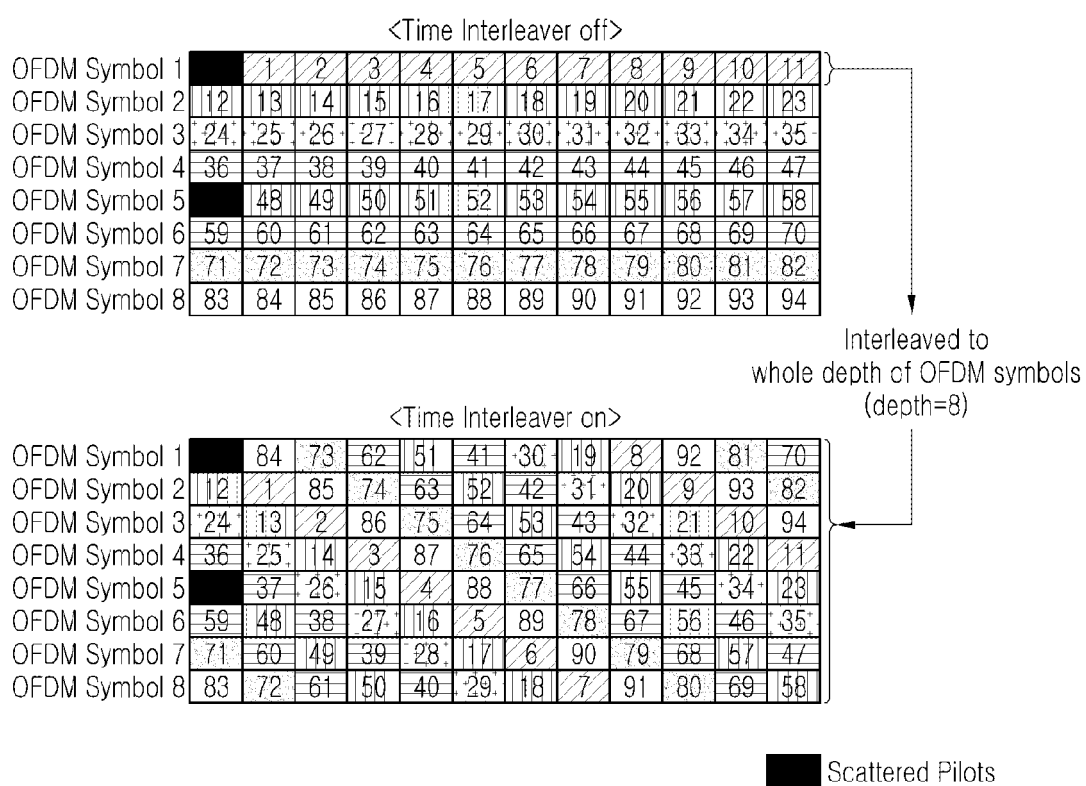 <Time Interleaver off>
OFDM Symbol 1 1 2 3 4 5 6 7 8 9 10 11
OFDM Symbol 2 12 13 14 15 16 17 18 19 20 21 22 23
OFDM Symbol 3 24 25 26 27 28 29 30 31 32 33 34 35
OFDM Symbol 4 36 37 38 39 40 41 42 43 44 45 46 47
OFDM Symbol 5 48 49 50 51 52 53 54 55 56 57 58
OFDM Symbol 6 59 60 61 62 63 64 65 66 67 68 69 70
OFDM Symbol 7 71 72 73 74 75 76 77 78 79 80 81 82
OFDM Symbol 8 83 84 85 86 87 88 89 90 91 92 93 94
Interleaved to
whole depth of OFDM symbols
(depth=8)
<Time Interleaver on>
OFDM Symbol 1 84 73 62 51 41 30 19 8 92 81 70
OFDM Symbol 2 12 1 85 74 63 52 42 31 20 9 93 82
OFDM Symbol 3 24 13 2 86 75 64 53 43 32 21 10 94
OFDM Symbol 4 36 25 14 3 87 76 65 54 44 33 22 11
OFDM Symbol 5 37 26 15 4 88 77 66 55 45 34 23
OFDM Symbol 6 59 48 38 27 16 5 89 78 67 56 46 35
OFDM Symbol 7 71 60 49 39 28 17 6 90 79 68 57 47
OFDM Symbol 8 83 72 61 50 40 29 18 7 91 80 69 58
Scattered Pilots